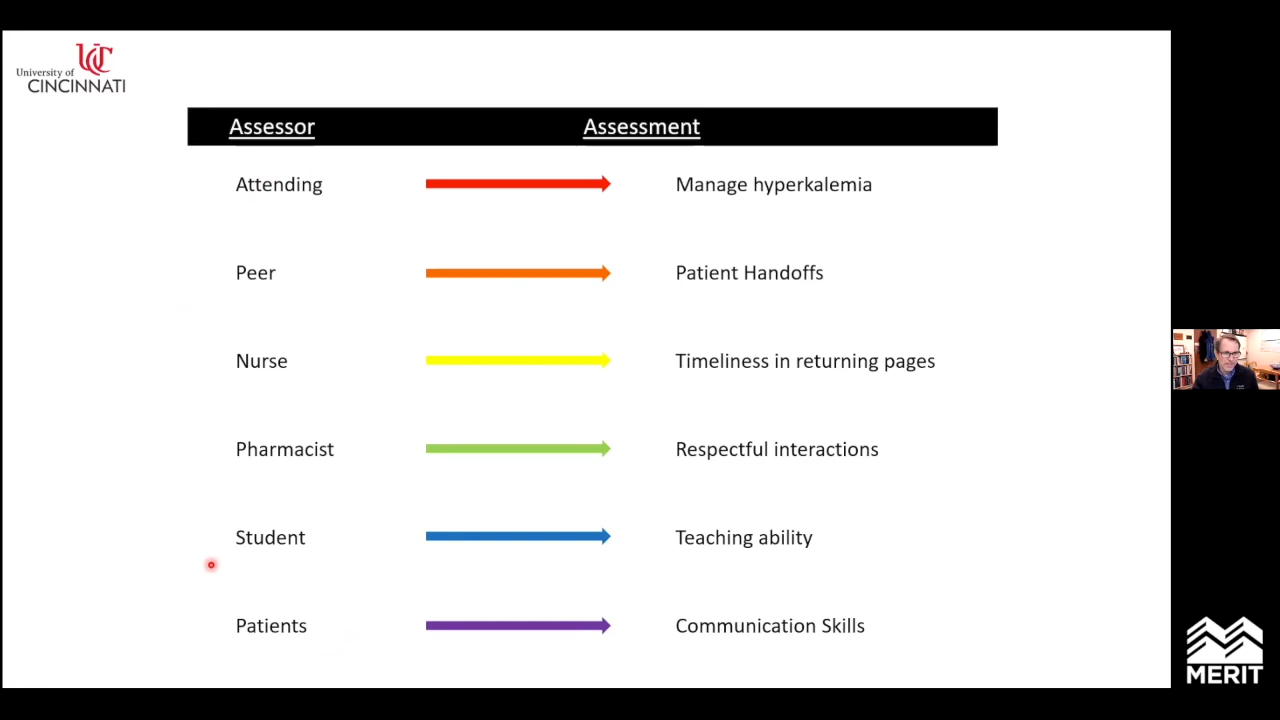 University of
CINCINNATI
Assessor Assessment
Attending Manage hyperkalemia
Peer Patient Handoffs
Nurse Timeliness in returning pages
Pharmacist Respectful interactions
Student Teaching ability
Patients Communication Skills
MERIT